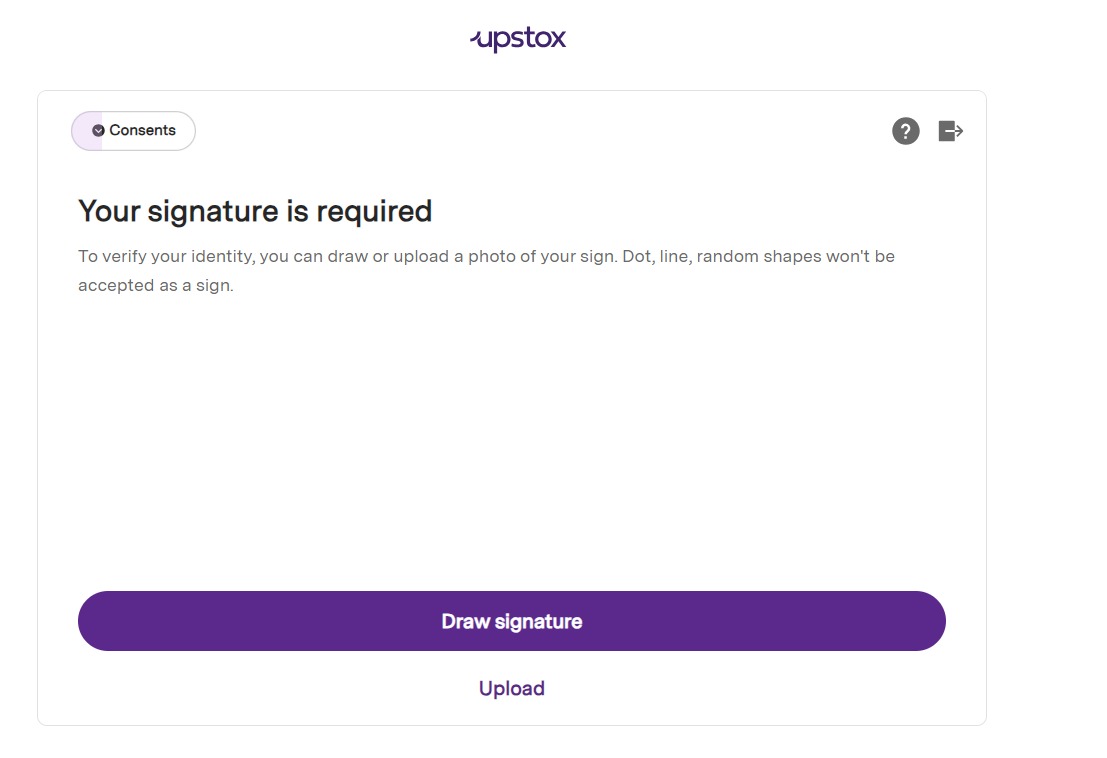 upstox
Consents
Your signature is required
To verify your identity, you can draw or upload a photo of your sign. Dot, line, random shapes won't be
accepted as a sign.
Draw signature
Upload